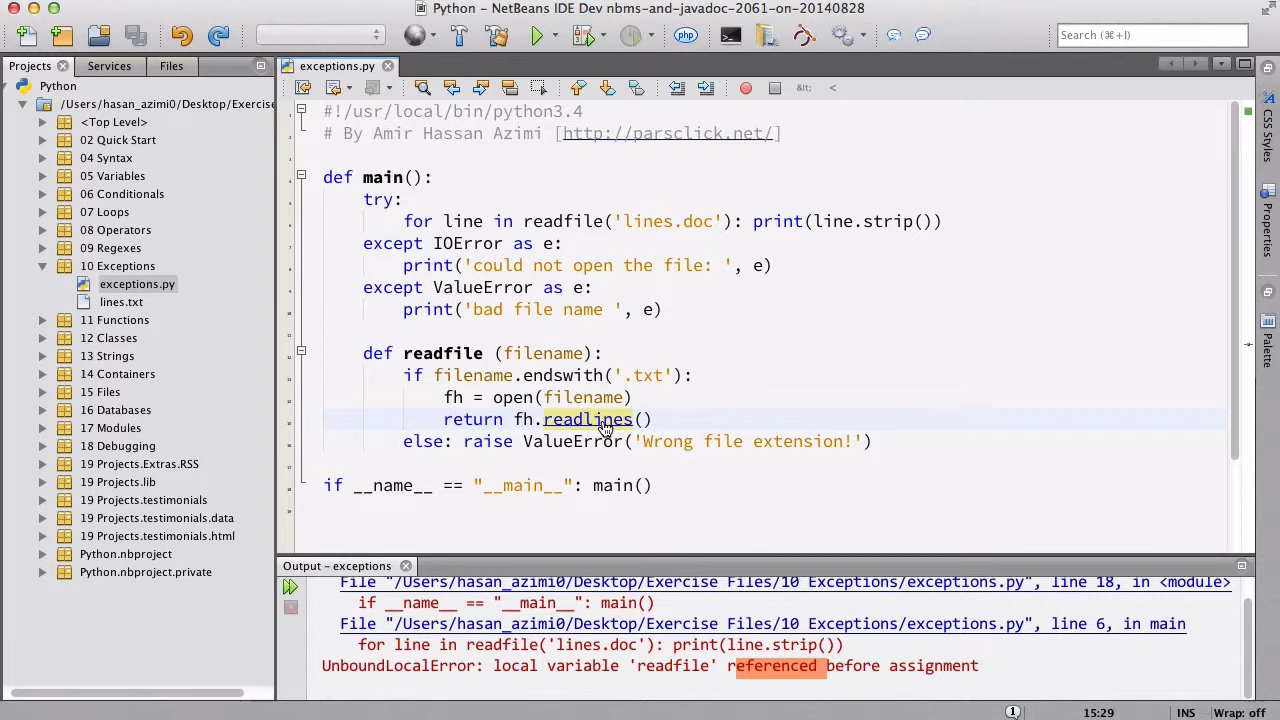 Python – NetBeans IDE Dev nbms-and-javadoc-2061-on-20140828
php
Search (⌘+I)
Projects
Services
Files
exceptions.py
Python
/Users/hasan_azimi0/Desktop/Exercise
<Top Level>
02 Quick Start
04 Syntax
05 Variables
06 Conditionals
07 Loops
08 Operators
09 Regexes
10 Exceptions
exceptions.py
lines.txt
11 Functions
12 Classes
13 Strings
14 Containers
15 Files
16 Databases
17 Modules
18 Debugging
19 Projects.Extras.RSS
19 Projects.lib
19 Projects.testimonials
19 Projects.testimonials.data
19 Projects.testimonials.html
Python.nbproject
Python.nbproject.private
&lt; <
#!/usr/local/bin/python3.4
# By Amir Hassan Azimi [http://parsclick.net/]
def main():
try:
for line in readfile('lines.doc'): print(line.strip())
except IOError as e:
print('could not open the file: ', e)
except ValueError as e:
print('bad file name ', e)
def readfile (filename):
if filename.endswith('.txt'):
fh = open(filename)
return fh.readlines()
else: raise ValueError('Wrong file extension!')
if __name__ == "__main__": main()
CSS Styles
Properties
Palette
Output – exceptions
File "/Users/hasan_azimi0/Desktop/Exercise Files/10 Exceptions/exceptions.py", line 18, in <module>
if __name__ == "__main__": main()
File "/Users/hasan_azimi0/Desktop/Exercise Files/10 Exceptions/exceptions.py", line 6, in main
for line in readfile('lines.doc'): print(line.strip())
UnboundLocalError: local variable 'readfile' referenced before assignment
1
15:29
INS
Wrap: off